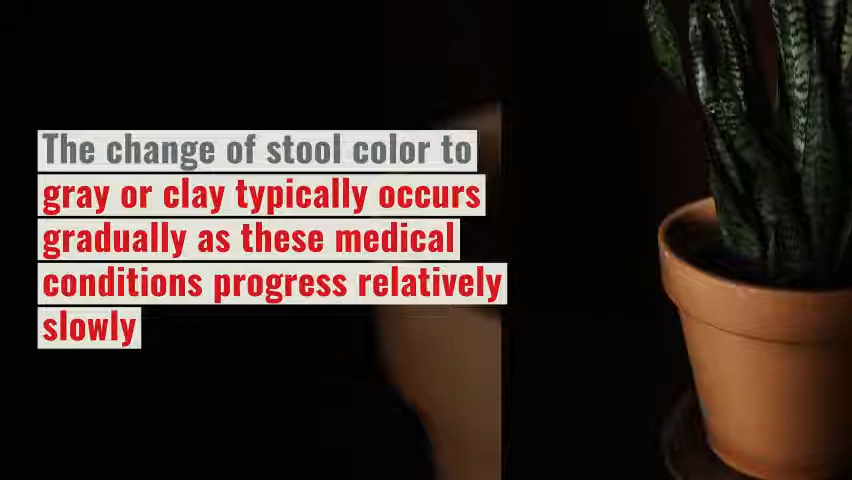 The change of stool color to
gray or clay typically occurs
gradually as these medical
conditions progress relatively
slowly